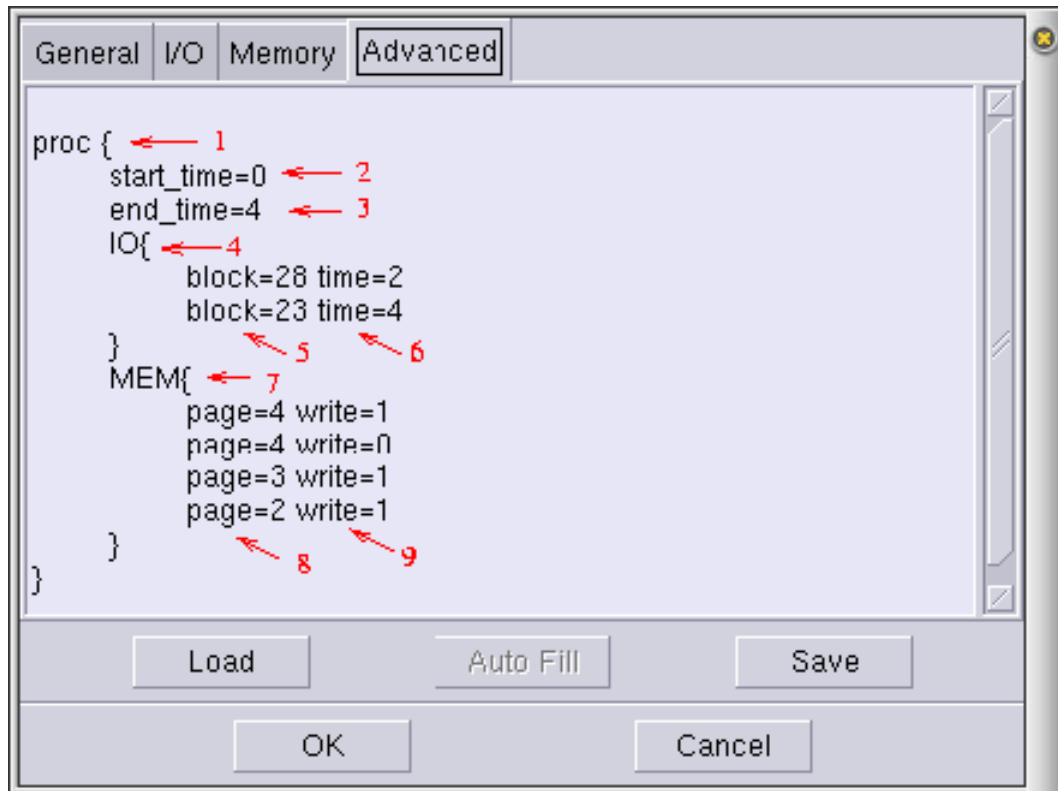 General I/O Memory Advanced
proc { 1
start_time=0 2
end_time=4 3
IO{ 4
block=28 time=2
block=23 time=4
} 5 6
MEM{ 7
page=4 write=1
page=4 write=0
page=3 write=1
page=2 write=1
} 8 9
}
Load Auto Fill Save
OK Cancel